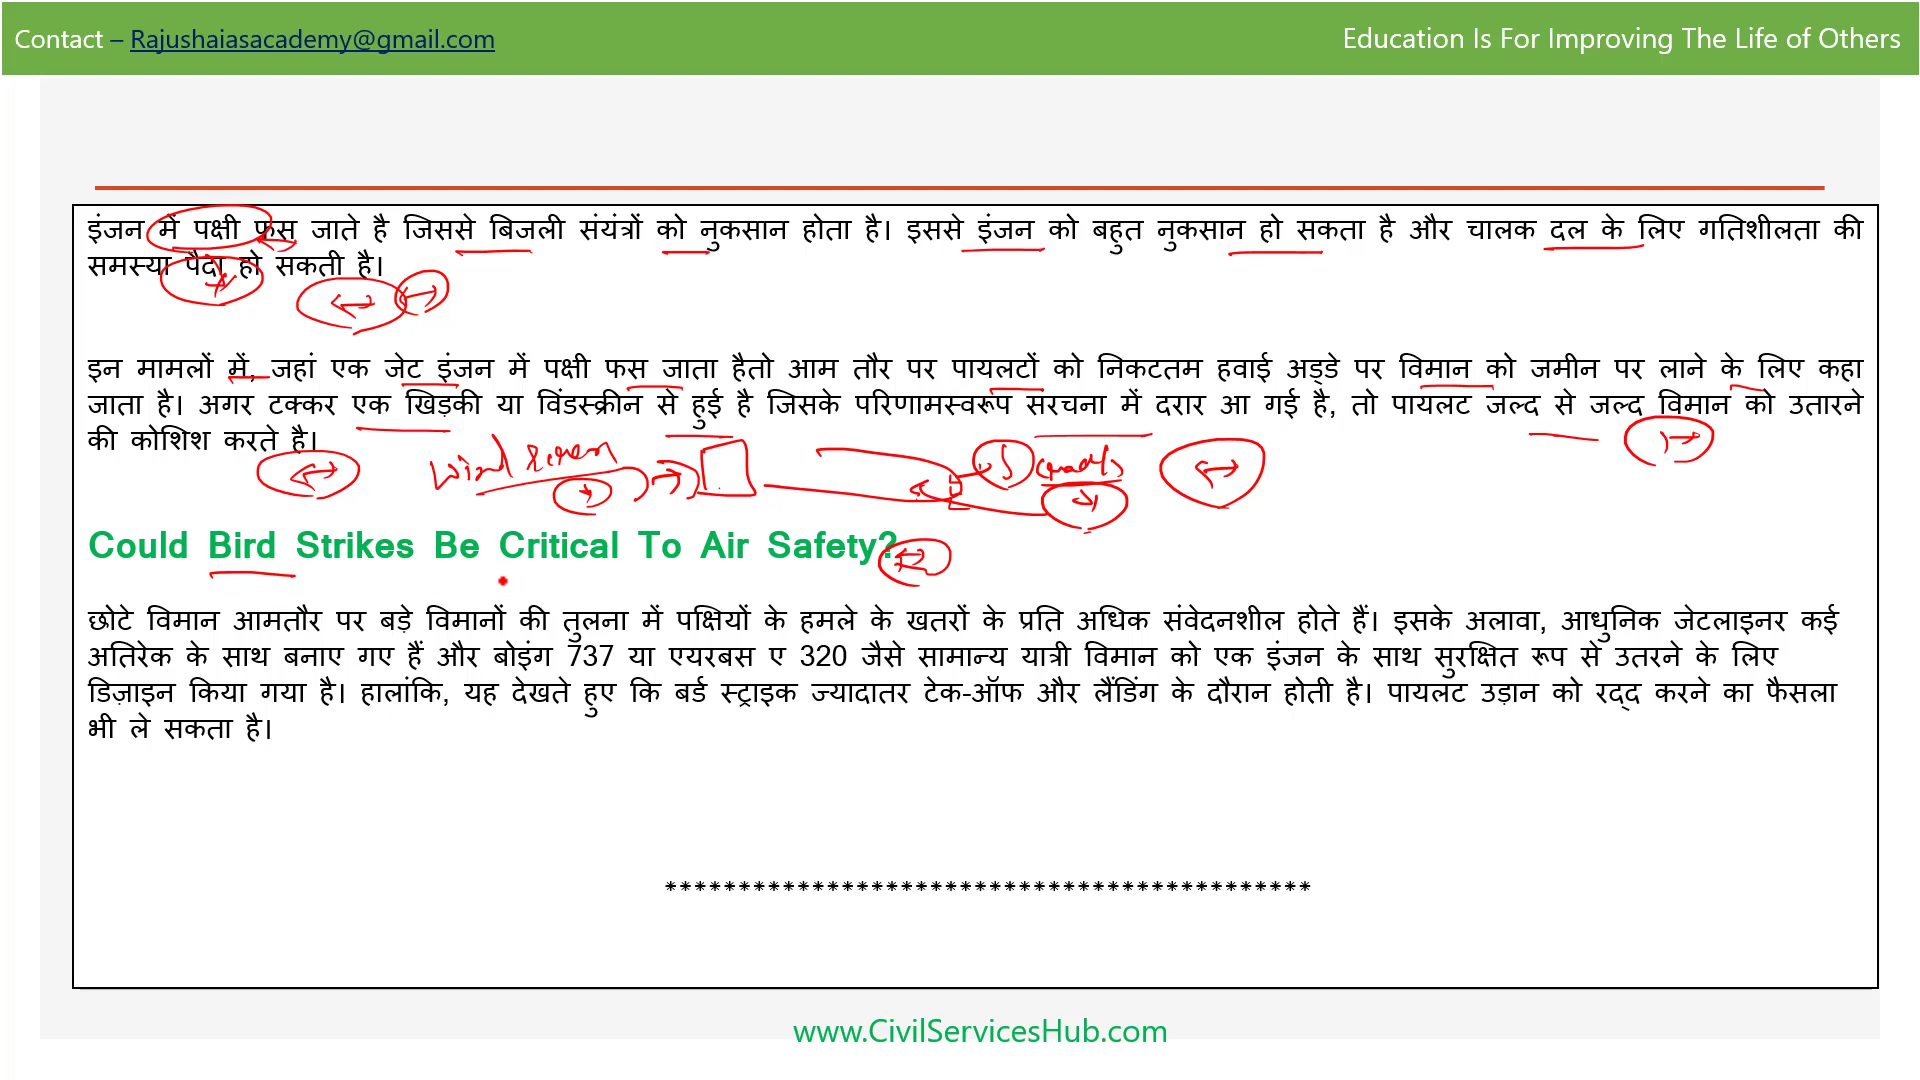 Contact – Rajushaiasacademy@gmail.com
Education Is For Improving The Life of Others
इंजन में पक्षी फस जाते है जिससे बिजली संयंत्रों को नुकसान होता है। इससे इंजन को बहुत नुकसान हो सकता है और चालक दल के लिए गतिशीलता की
समस्या पैदा हो सकती है।
इन मामलों में, जहां एक जेट इंजन में पक्षी फस जाता हैतो आम तौर पर पायलटों को निकटतम हवाई अड्डे पर विमान को जमीन पर लाने के लिए कहा
जाता है। अगर टक्कर एक खिड़की या विंडस्क्रीन से हुई है जिसके परिणामस्वरूप संरचना में दरार आ गई है, तो पायलट जल्द से जल्द विमान को उतारने
की कोशिश करते है।
Wind screen
Could Bird Strikes Be Critical To Air Safety?
छोटे विमान आमतौर पर बड़े विमानों की तुलना में पक्षियों के हमले के खतरों के प्रति अधिक संवेदनशील होते हैं। इसके अलावा, आधुनिक जेटलाइनर कई
अतिरेक के साथ बनाए गए हैं और बोइंग 737 या एयरबस ए 320 जैसे सामान्य यात्री विमान को एक इंजन के साथ सुरक्षित रूप से उतरने के लिए
डिज़ाइन किया गया है। हालांकि, यह देखते हुए कि बर्ड स्ट्राइक ज्यादातर टेक-ऑफ और लैंडिंग के दौरान होती है। पायलट उड़ान को रद्द करने का फैसला
भी ले सकता है।
********************************************
www.CivilServicesHub.com